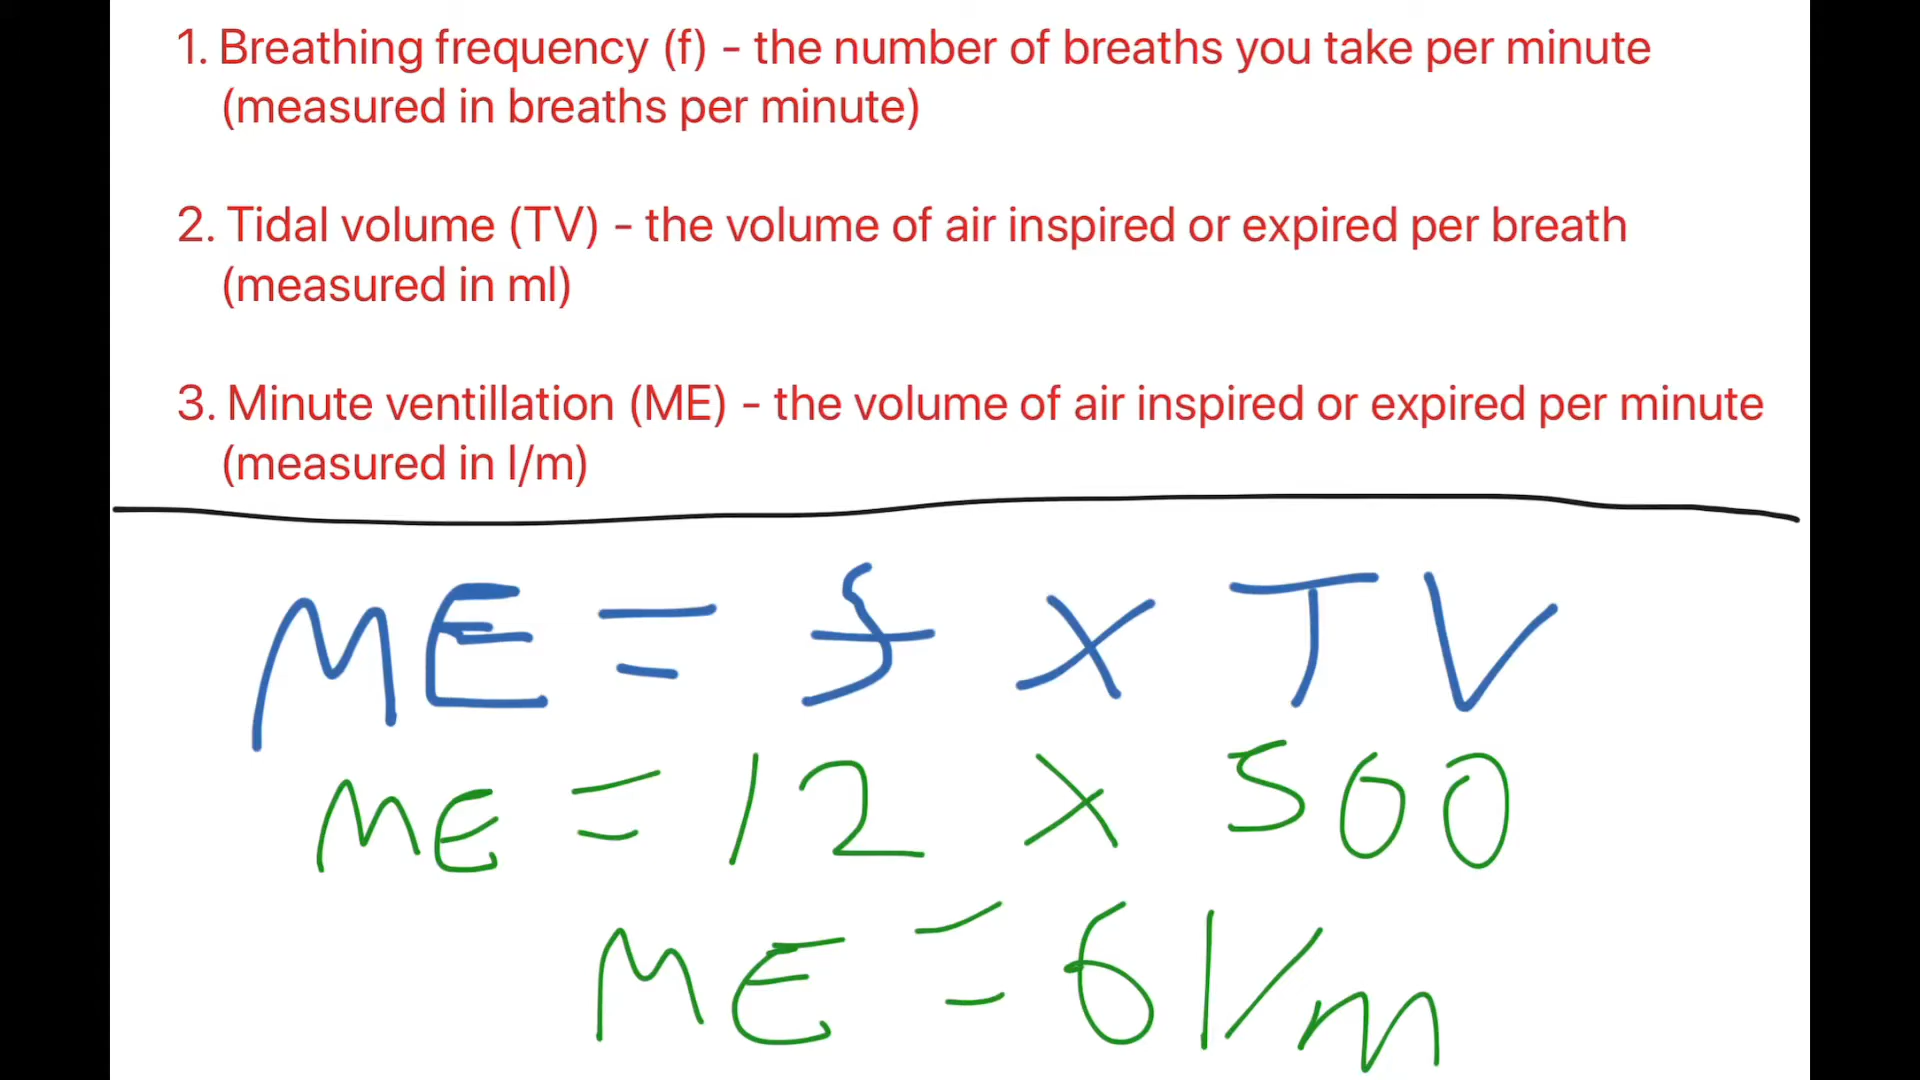 1. Breathing frequency (f) - the number of breaths you take per minute
(measured in breaths per minute)
2. Tidal volume (TV) - the volume of air inspired or expired per breath
(measured in ml)
3. Minute ventillation (ME) - the volume of air inspired or expired per minute
(measured in l/m)
ME = f x TV
ME = 12 x 500
ME = 6l/m